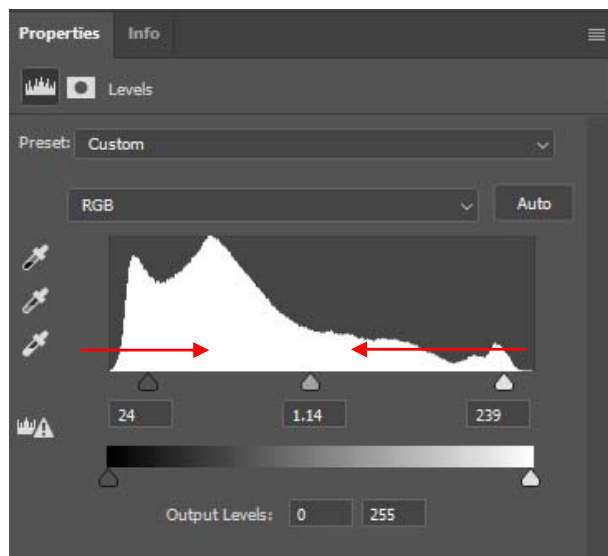 Properties Info
Levels
Preset: Custom
RGB Auto
24 1.14 239
Output Levels: 0 255